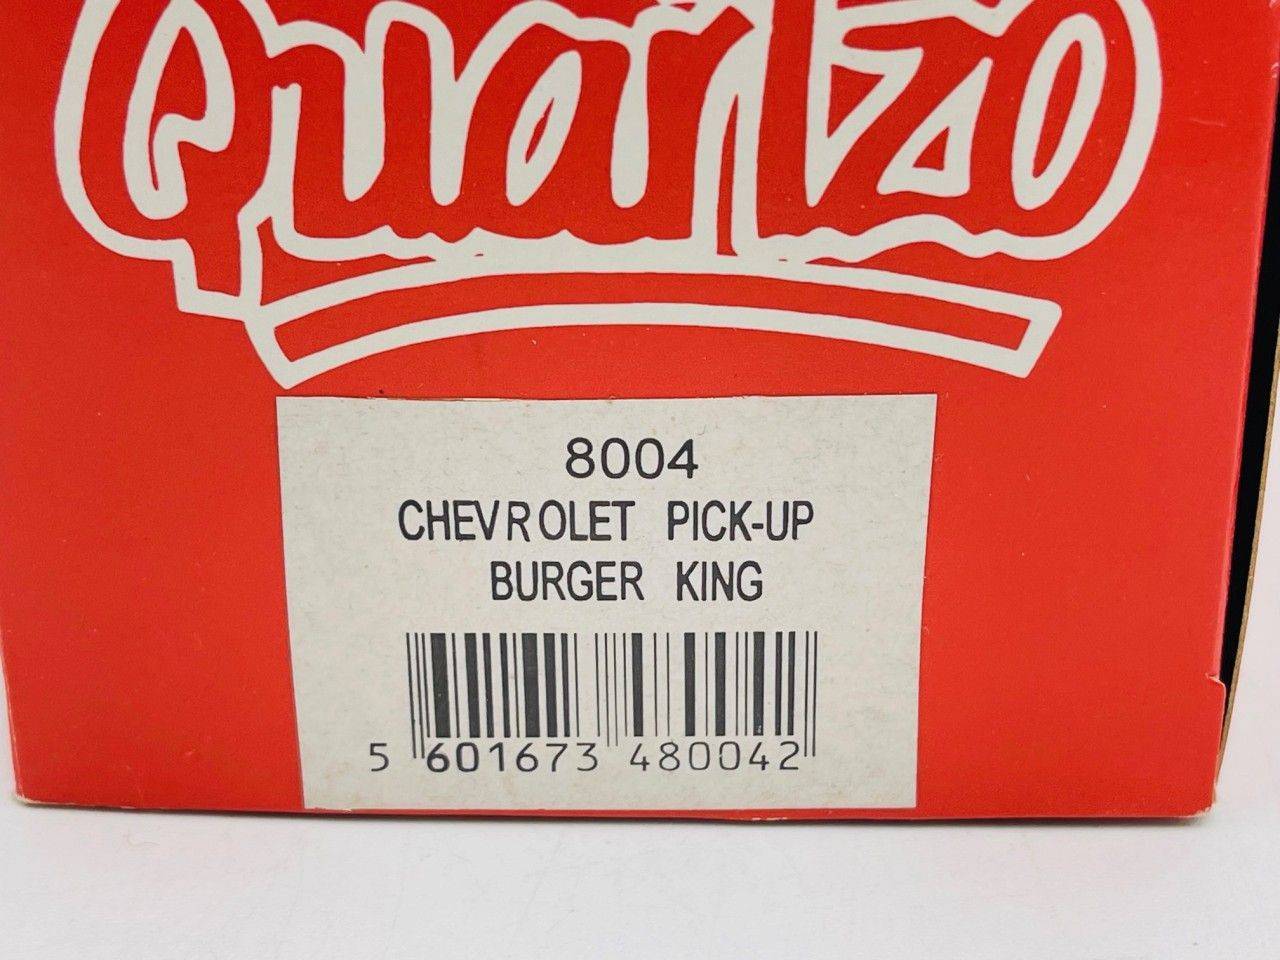 Quartzo
8004
CHEVROLET PICK-UP
BURGER KING
5 601673 480042